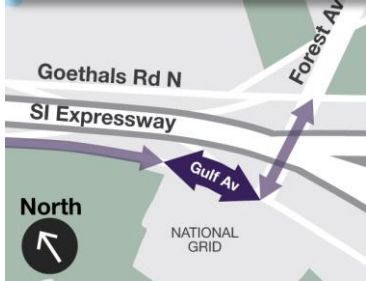 Forest Av
Goethals Rd N
SI Expressway
Gulf Av
North
NATIONAL
GRID